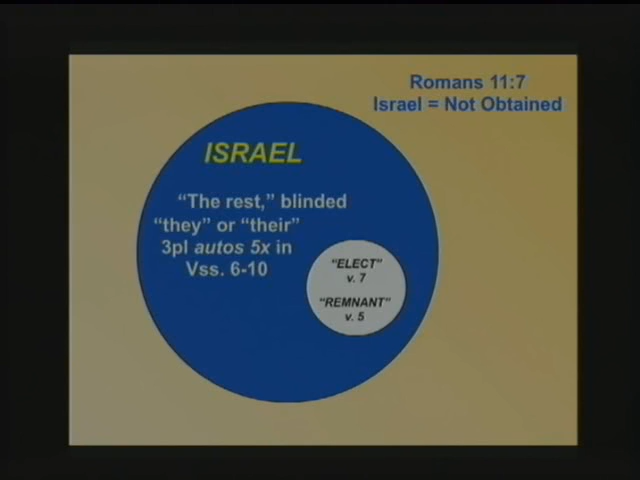 Romans 11:7
Israel = Not Obtained
ISRAEL
“The rest,” blinded
“they” or “their”
3pl autos 5x in
Vss. 6-10
“ELECT”
v. 7
“REMNANT”
v. 5